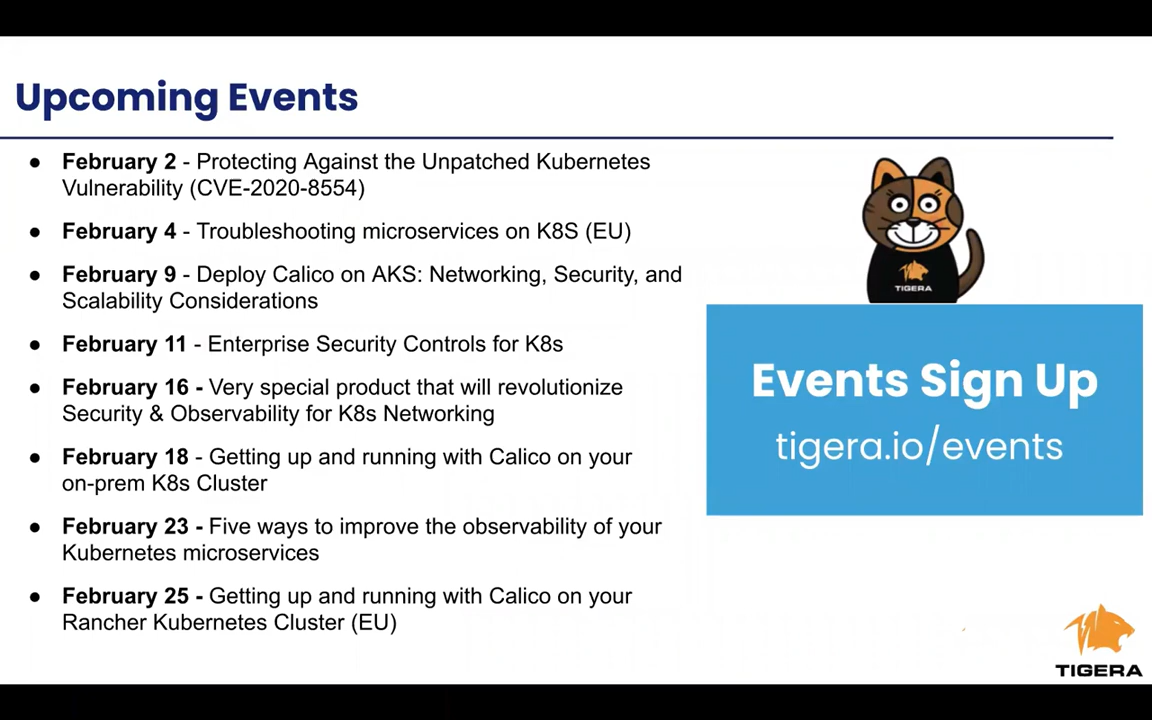 Upcoming Events
● February 2 - Protecting Against the Unpatched Kubernetes
Vulnerability (CVE-2020-8554)
● February 4 - Troubleshooting microservices on K8S (EU)
● February 9 - Deploy Calico on AKS: Networking, Security, and
Scalability Considerations
● February 11 - Enterprise Security Controls for K8s
● February 16 - Very special product that will revolutionize
Security & Observability for K8s Networking
● February 18 - Getting up and running with Calico on your
on-prem K8s Cluster
● February 23 - Five ways to improve the observability of your
Kubernetes microservices
● February 25 - Getting up and running with Calico on your
Rancher Kubernetes Cluster (EU)
TIGERA
Events Sign Up
tigera.io/events
TIGERA